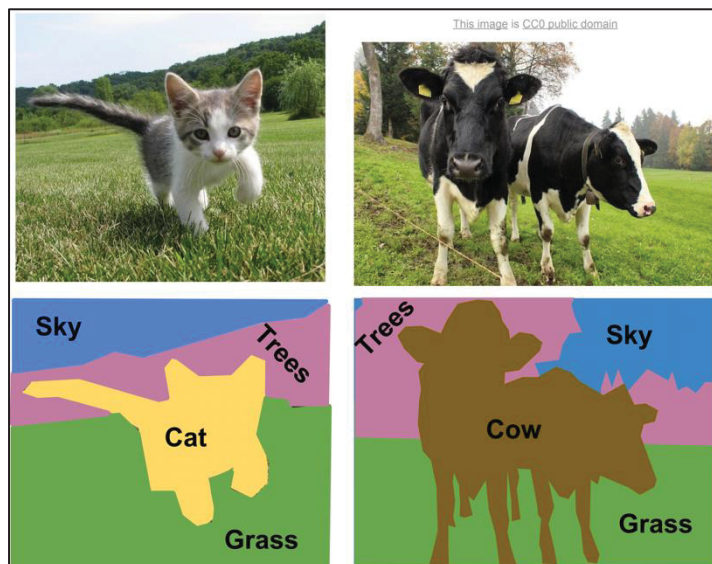 This image is CC0 public domain
Sky
Trees
Cat
Grass
Trees
Sky
Cow
Grass